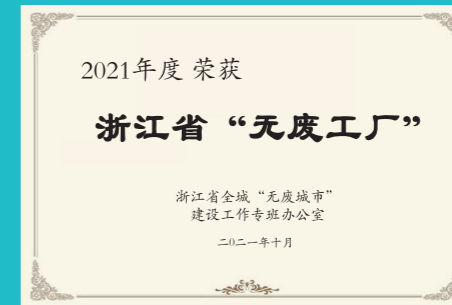 2021年度 荣获
浙江省“无废工厂”
浙江省全域“无废城市”
建设工作专班办公室
二〇二一年十月